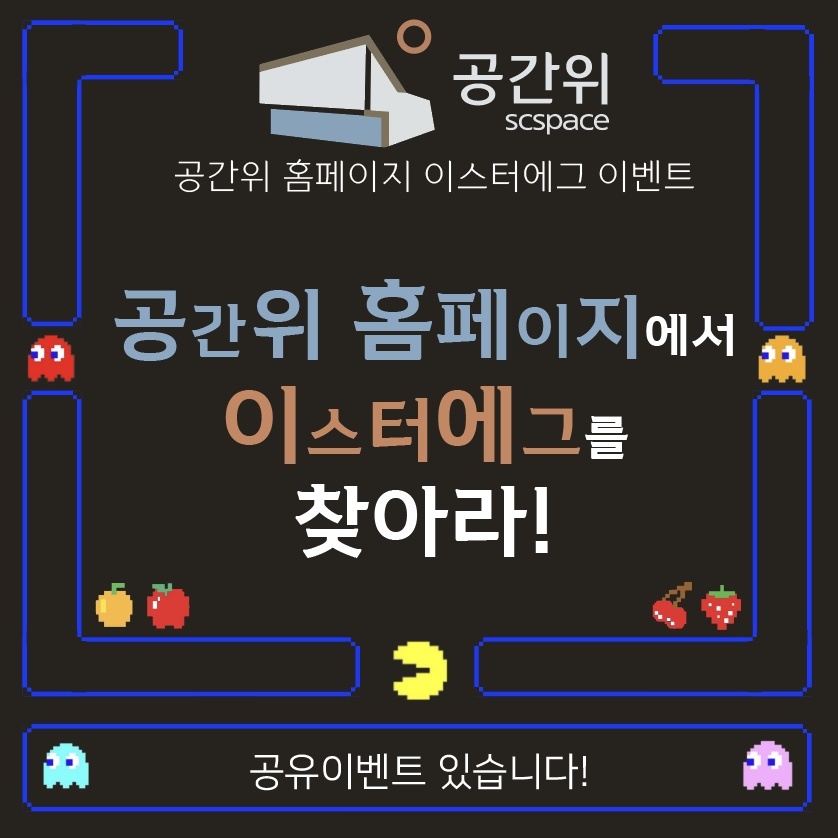 공간위
scspace
공간위 홈페이지 이스터에그 이벤트
공간위 홈페이지에서
이스터에그를
찾아라!
공유이벤트 있습니다!